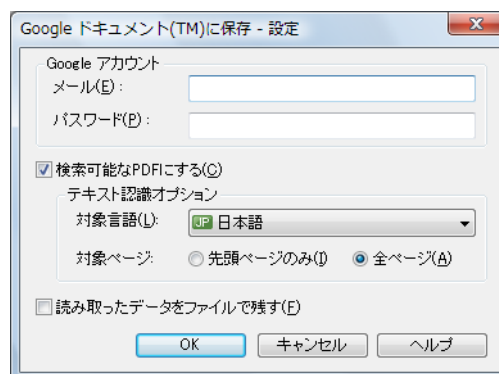 Google ドキュメント(TM)に保存 - 設定
Google アカウント
メール(E):
パスワード(P):
検索可能なPDFにする(C)
テキスト認識オプション
対象言語(L): JP 日本語
対象ページ: 先頭ページのみ(I) 全ページ(A)
読み取ったデータをファイルで残す(F)
OK キャンセル ヘルプ